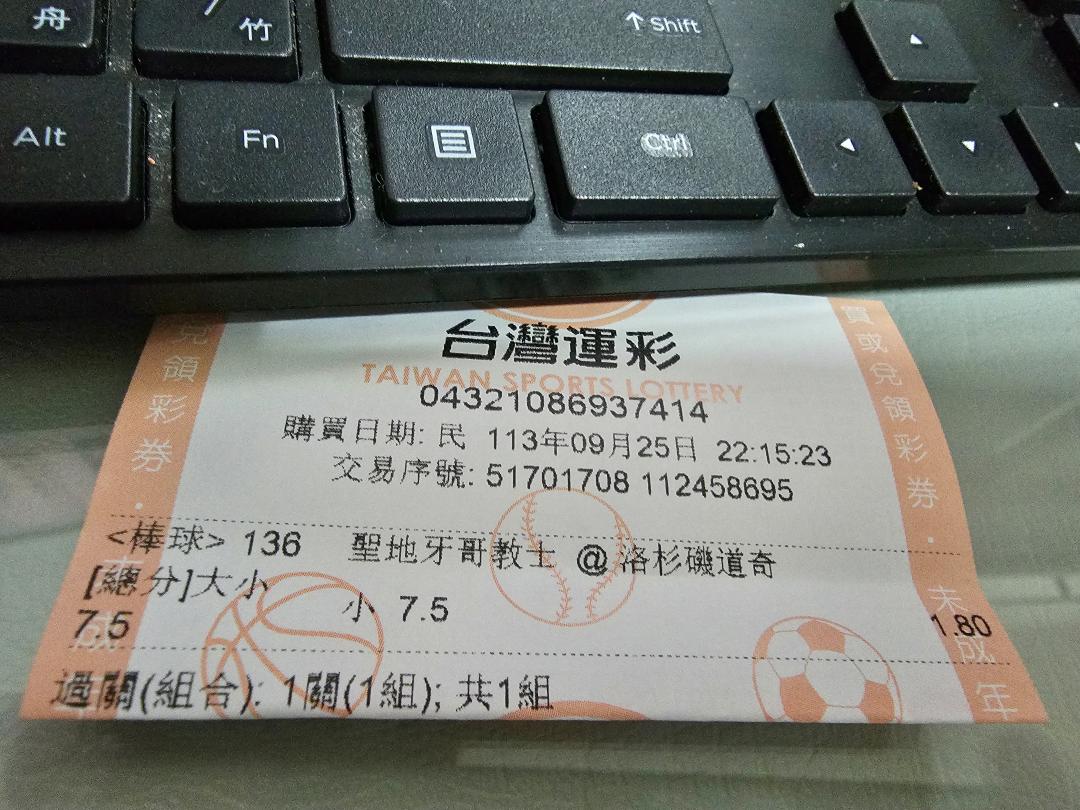 舟 竹 ↑ Shift
Alt Fn Ctrl
台灣運彩
TAIWAN SPORTS LOTTERY
04321086937414
購買日期: 民 113年09月25日 22:15:23
交易序號: 51701708 112458695
<棒球> 136 聖地牙哥教士 @ 洛杉磯道奇
[總分]大小
小 7.5
7.5 1.80
過關(組合): 1關(1組); 共1組
兌領彩券．未成
買或兌領彩券．未成年